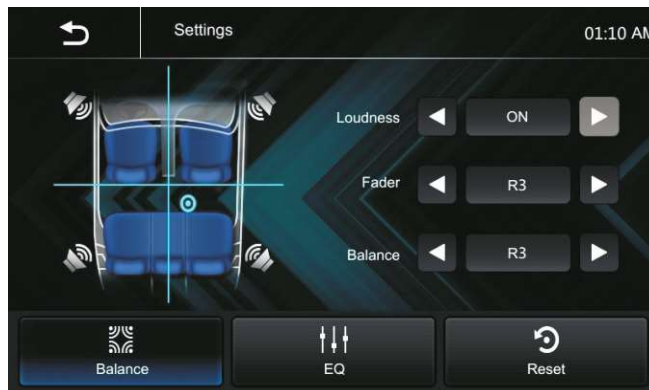 Settings
01:10 AM
Loudness
ON
Fader
R3
Balance
R3
Balance
EQ
Reset